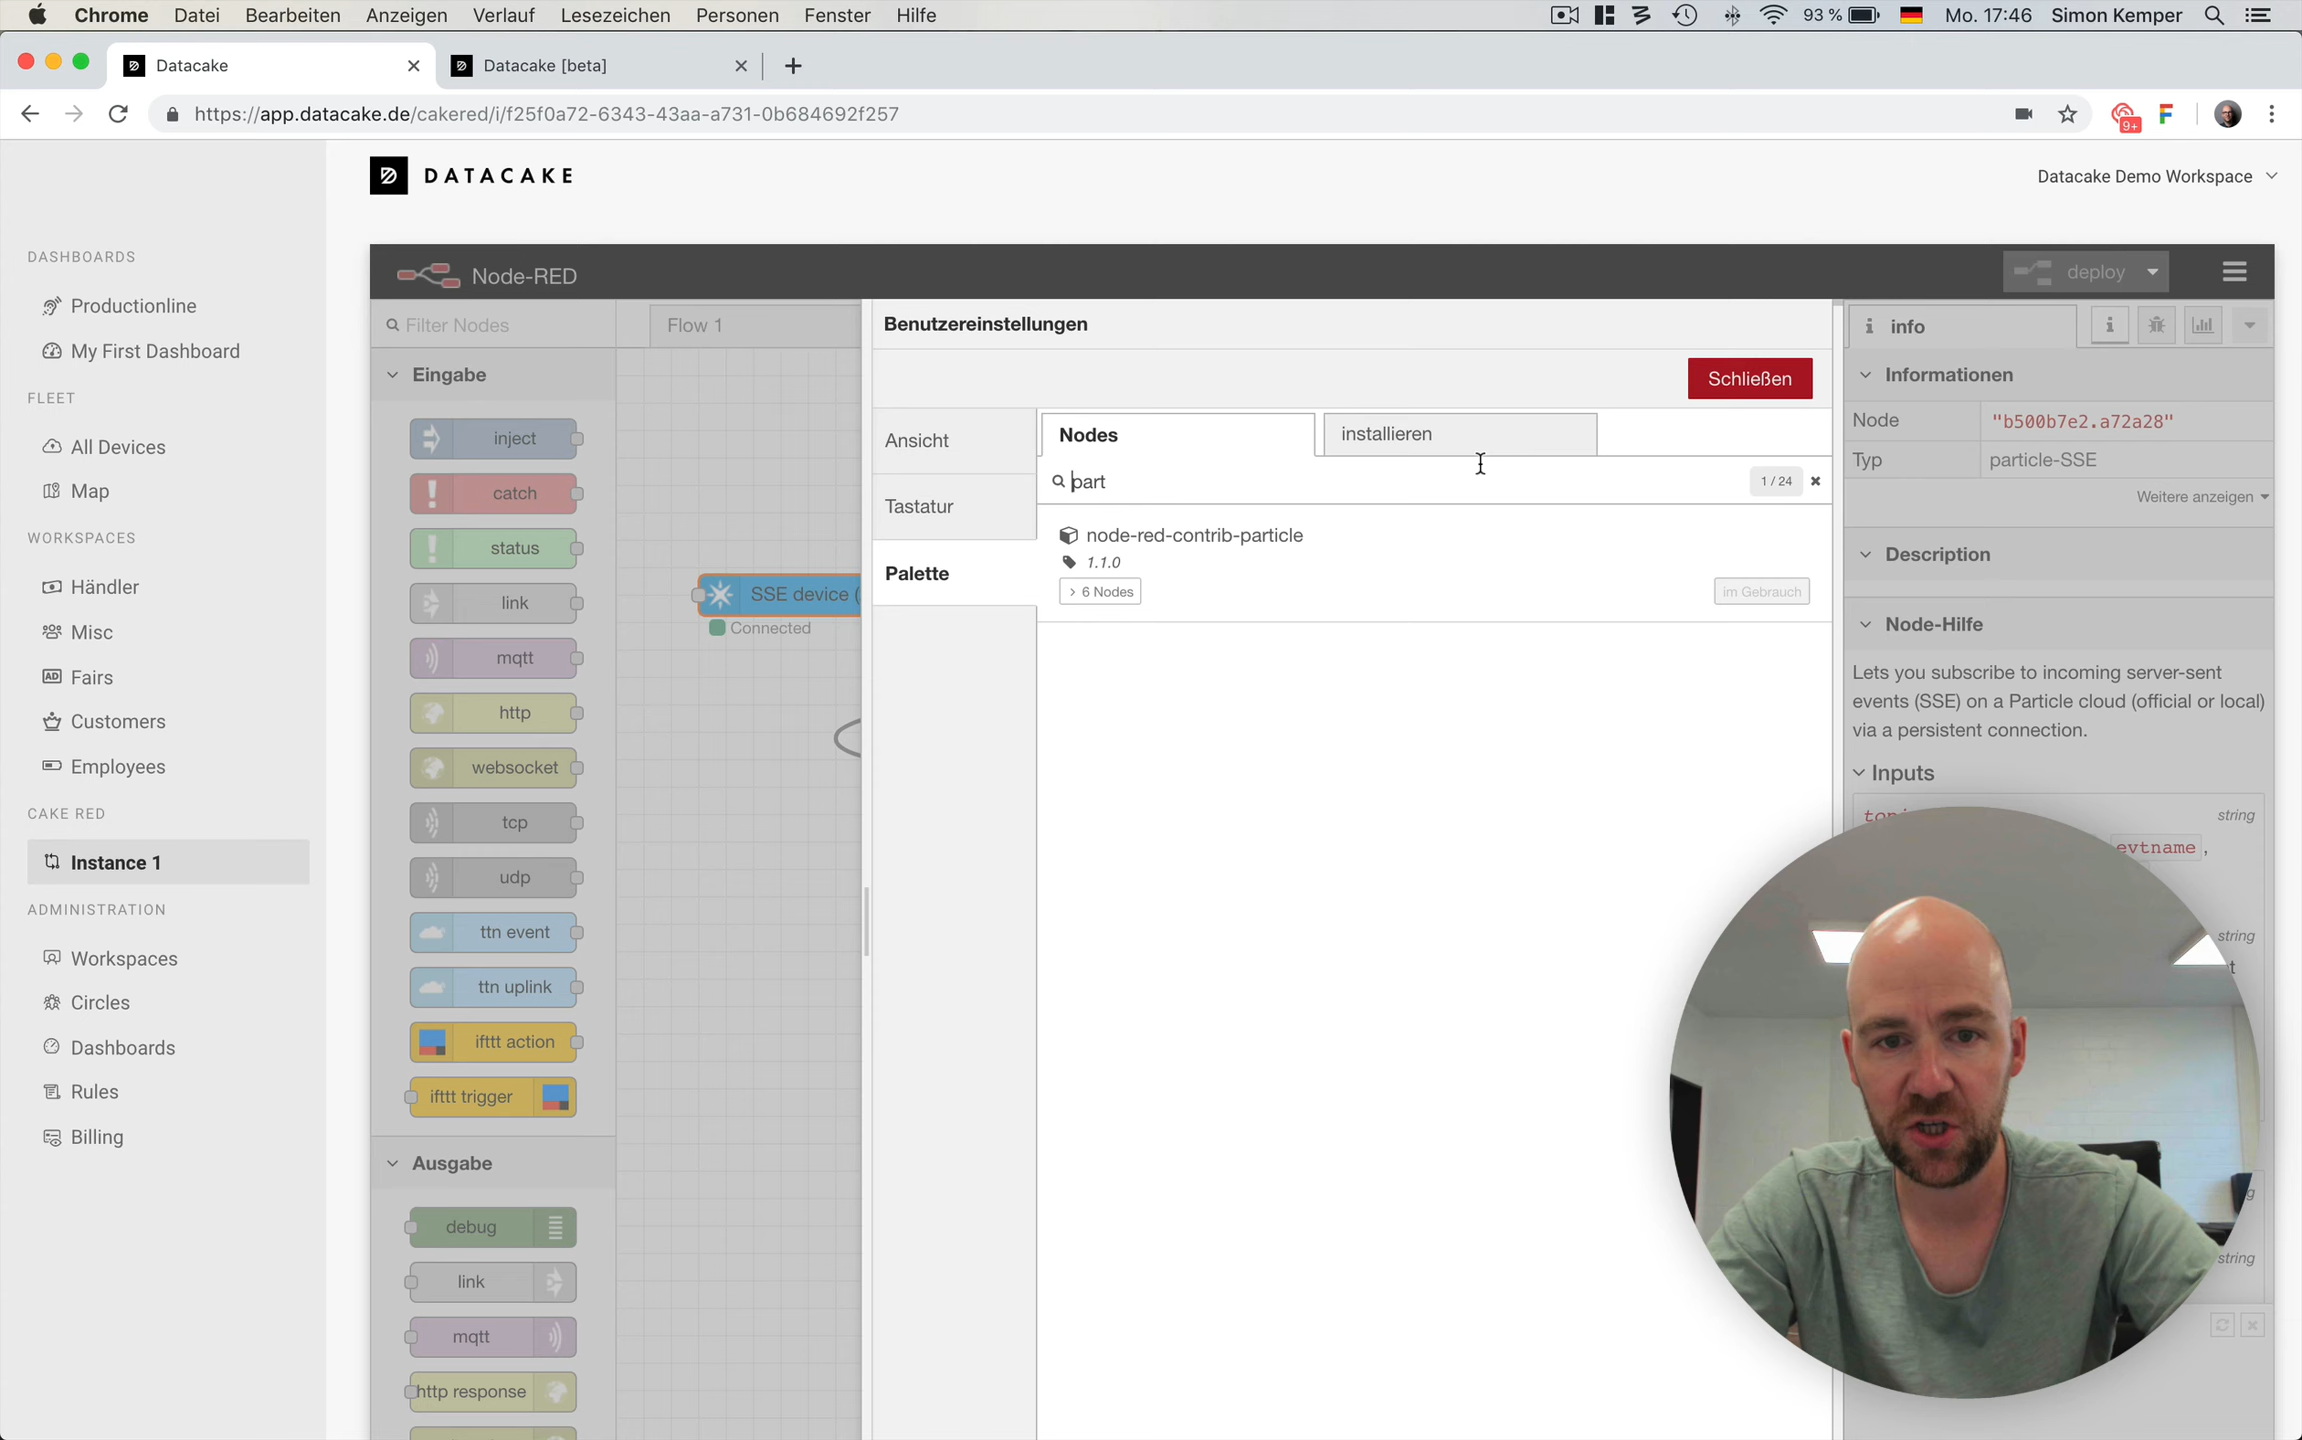 Chrome Datei Bearbeiten Anzeigen Verlauf Lesezeichen Personen Fenster Hilfe 93 % Mo. 17:46 Simon Kemper
Datacake
Datacake [beta]
https://app.datacake.de/cakered/i/f25f0a72-6343-43aa-a731-0b684692f257
9+
DATACAKE
Datacake Demo Workspace
DASHBOARDS
Productionline
My First Dashboard
FLEET
All Devices
Map
WORKSPACES
Händler
Misc
Fairs
Customers
Employees
CAKE RED
Instance 1
ADMINISTRATION
Workspaces
Circles
Dashboards
Rules
Billing
Node-RED
deploy
Filter Nodes
Eingabe
inject
catch
status
link
mqtt
http
websocket
tcp
udp
ttn event
ttn uplink
ifttt action
ifttt trigger
Ausgabe
debug
link
mqtt
http response
Flow 1
SSE device (
Connected
Benutzereinstellungen
Schließen
Ansicht
Tastatur
Palette
Nodes
installieren
part
1 / 24
node-red-contrib-particle
1.1.0
6 Nodes
im Gebrauch
info
Informationen
Node "b500b7e2.a72a28"
Typ particle-SSE
Weitere anzeigen
Description
Node-Hilfe
Lets you subscribe to incoming server-sent
events (SSE) on a Particle cloud (official or local)
via a persistent connection.
Inputs
string
evtname ,
string
string